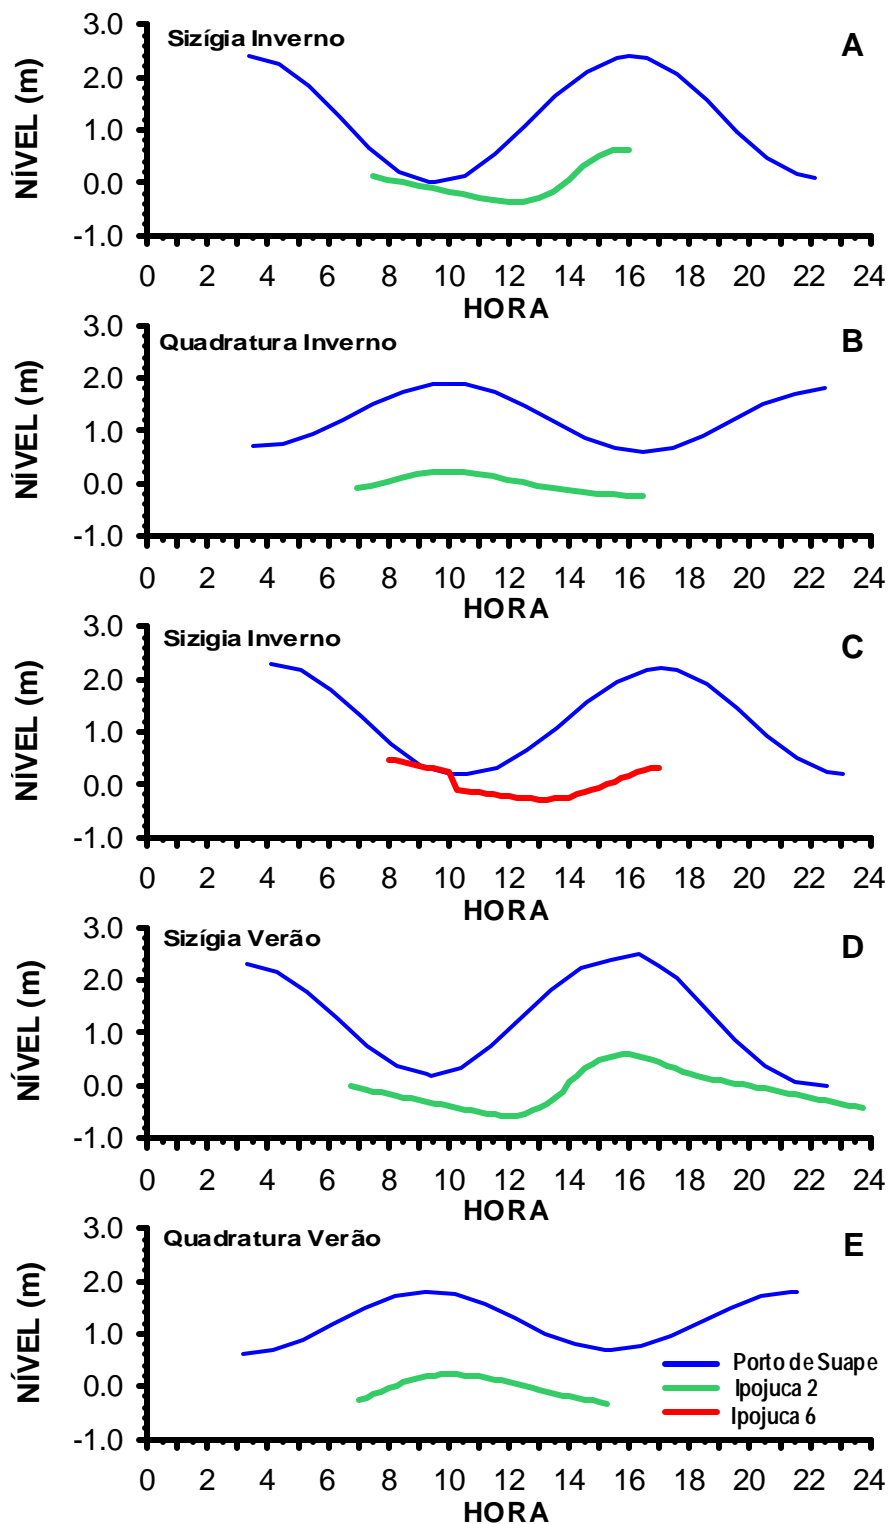 3.0
Sizígia Inverno
A
2.0
1.0
0.0
-1.0
NÍVEL (m)
0 2 4 6 8 10 12 14 16 18 20 22 24
HORA
3.0
Quadratura Inverno
B
2.0
1.0
0.0
-1.0
NÍVEL (m)
0 2 4 6 8 10 12 14 16 18 20 22 24
HORA
3.0
Sizigia Inverno
C
2.0
1.0
0.0
-1.0
NÍVEL (m)
0 2 4 6 8 10 12 14 16 18 20 22 24
HORA
3.0
Sizígia Verão
D
2.0
1.0
0.0
-1.0
NÍVEL (m)
0 2 4 6 8 10 12 14 16 18 20 22 24
HORA
3.0
Quadratura Verão
E
2.0
1.0
0.0
-1.0
NÍVEL (m)
Porto de Suape
Ipojuca 2
Ipojuca 6
0 2 4 6 8 10 12 14 16 18 20 22 24
HORA